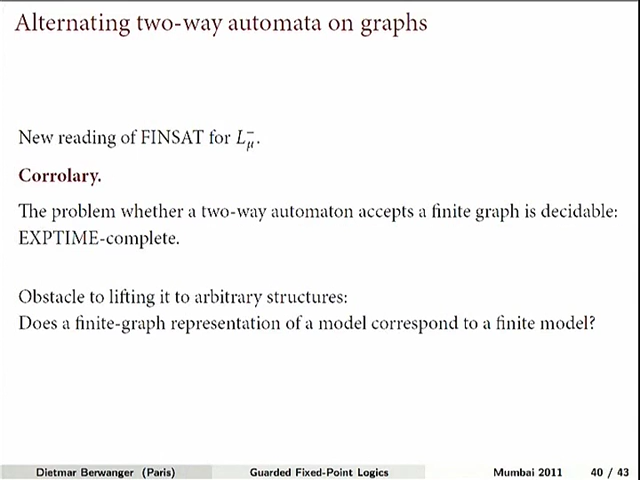 Alternating two-way automata on graphs
New reading of FINSAT for L⁻μ.
Corrolary.
The problem whether a two-way automaton accepts a finite graph is decidable:
EXPTIME-complete.
Obstacle to lifting it to arbitrary structures:
Does a finite-graph representation of a model correspond to a finite model?
Dietmar Berwanger (Paris) Guarded Fixed-Point Logics Mumbai 2011 40 / 43